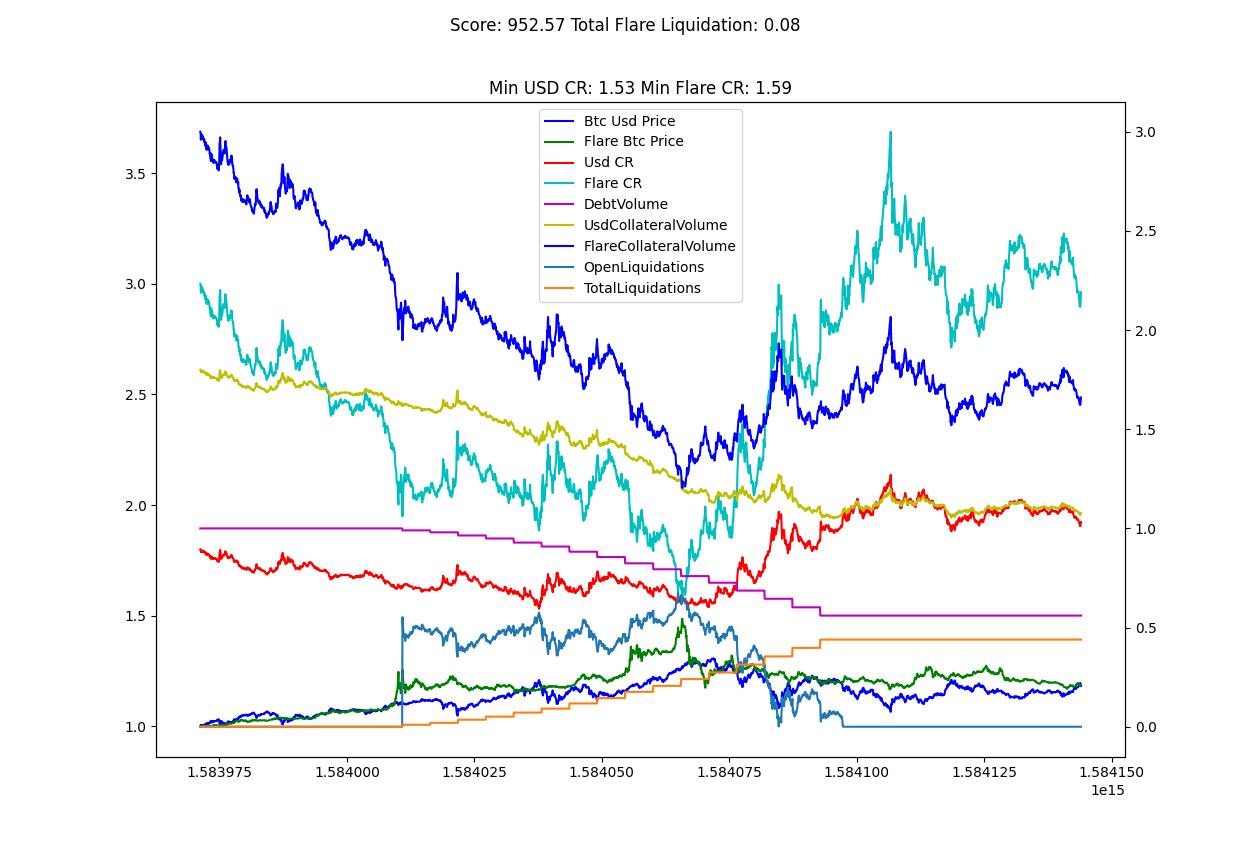 Score: 952.57 Total Flare Liquidation: 0.08
Min USD CR: 1.53 Min Flare CR: 1.59
Btc Usd Price
Flare Btc Price
Usd CR
Flare CR
DebtVolume
UsdCollateralVolume
FlareCollateralVolume
OpenLiquidations
TotalLiquidations
3.5
3.0
2.5
2.0
1.5
1.0
3.0
2.5
2.0
1.5
1.0
0.5
0.0
1.583975
1.584000
1.584025
1.584050
1.584075
1.584100
1.584125
1.584150
1e15